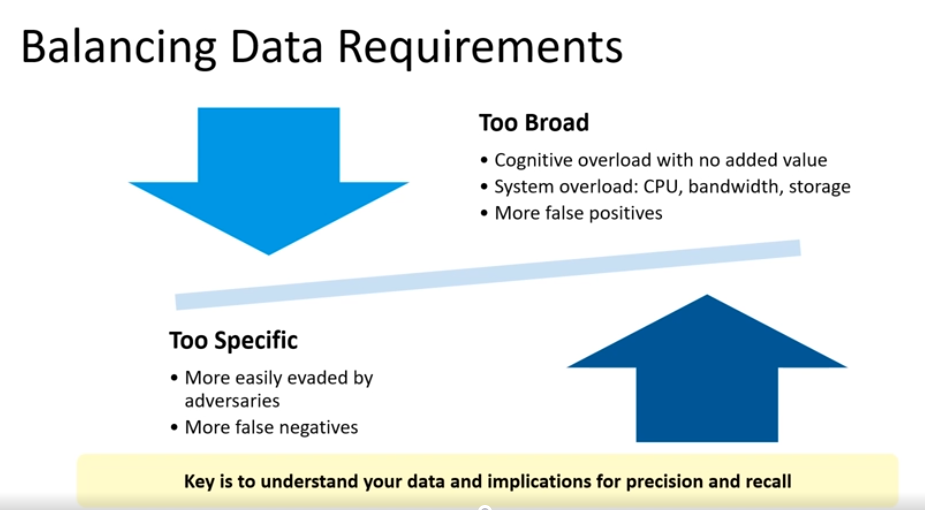 Balancing Data Requirements
Too Broad
• Cognitive overload with no added value
• System overload: CPU, bandwidth, storage
• More false positives
Too Specific
• More easily evaded by
adversaries
• More false negatives
Key is to understand your data and implications for precision and recall